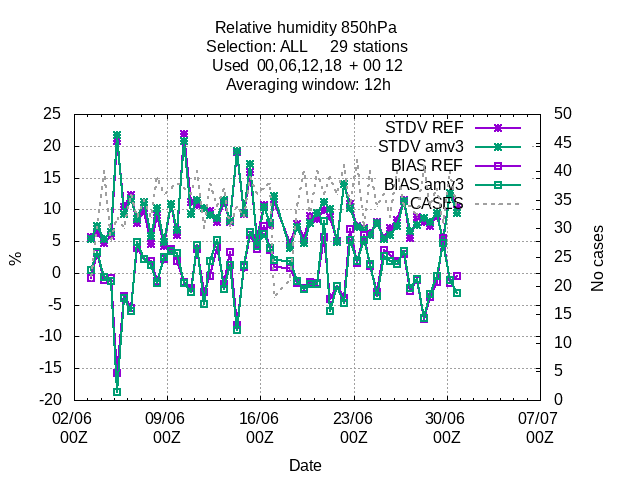 Relative humidity 850hPa
Selection: ALL     29 stations
Used  00,06,12,18  + 00 12
Averaging window: 12h
25 50
STDV REF
20 45
STDV amv3
15 40
BIAS REF
10 35
BIAS amv3
5 30
CASES
0 25
-5 20
-10 15
-15 10
-20 5
0
%
No cases
02/06 09/06 16/06 23/06 30/06 07/07
00Z 00Z 00Z 00Z 00Z 00Z
Date